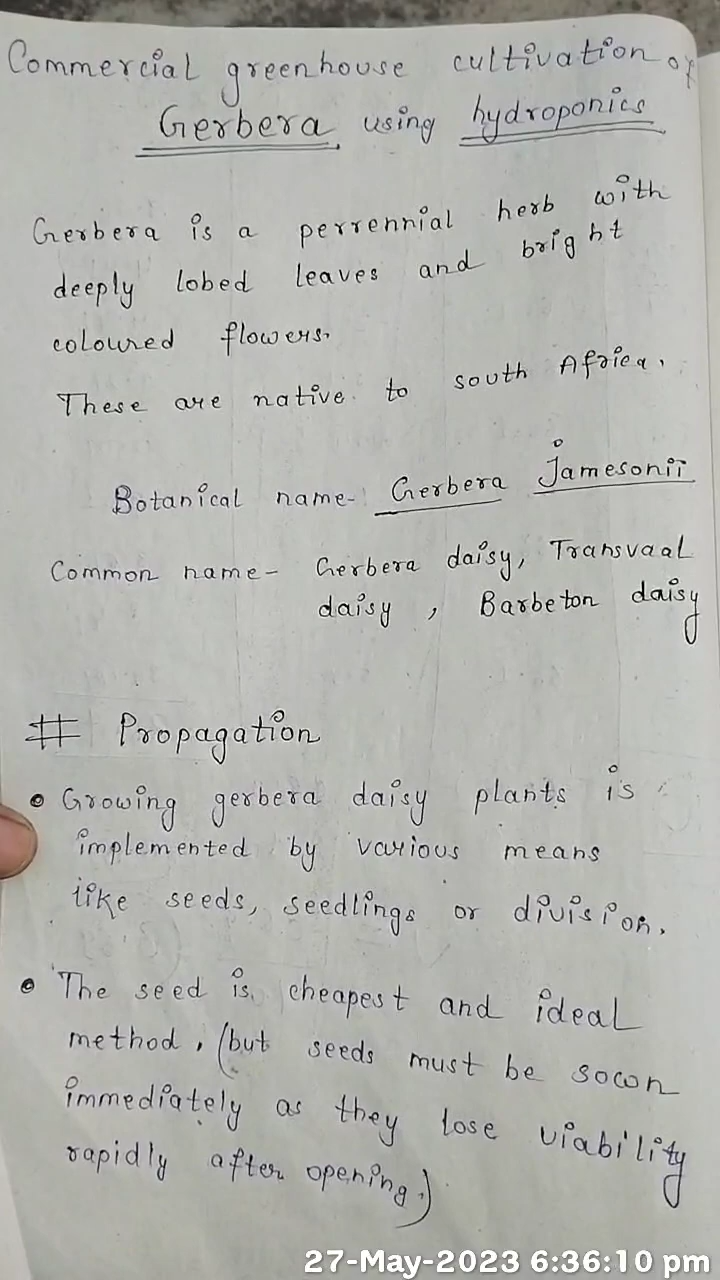 Commercial greenhouse cultivation of
Gerbera using hydroponics
Gerbera is a perrennial herb with
deeply lobed leaves and bright
coloured flowers.
These are native to south Africa.
Botanical name- Gerbera Jamesonii
Common name- Gerbera daisy, Transvaal
daisy, Barbeton daisy
# Propagation
• Growing gerbera daisy plants is
implemented by various means
like seeds, seedlings or division.
• The seed is cheapest and ideal
method, (but seeds must be sown
immediately as they lose viability
rapidly after opening.)
27-May-2023 6:36:10 pm